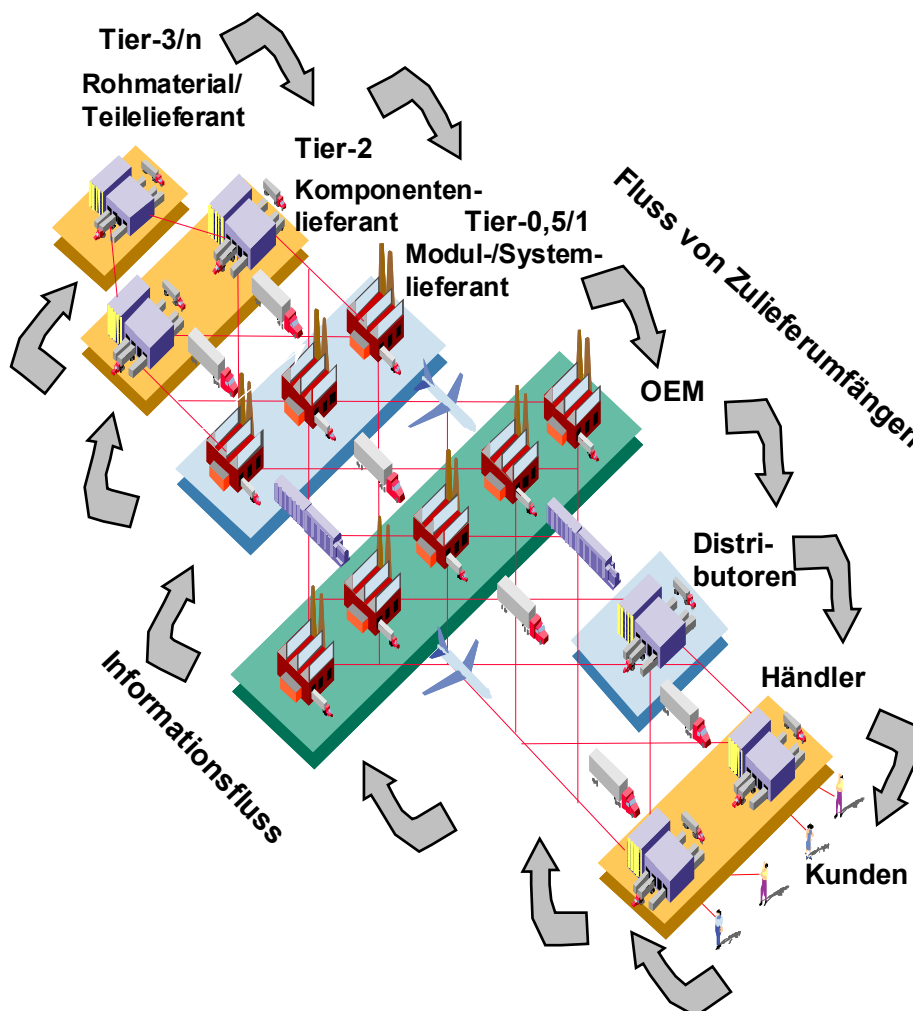 Tier-3/n
Rohmaterial/
Teilelieferant
Tier-2
Komponenten-
lieferant
Tier-0,5/1
Modul-/System-
lieferant
Fluss von Zulieferumfängen
OEM
Distri-
butoren
Händler
Kunden
Informationsfluss